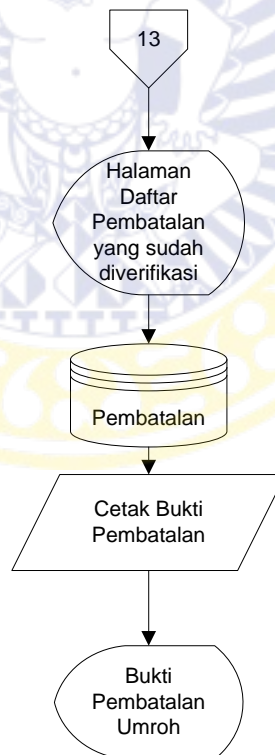 13
Halaman
Daftar
Pembatalan
yang sudah
diverifikasi
Pembatalan
Cetak Bukti
Pembatalan
Bukti
Pembatalan
Umroh